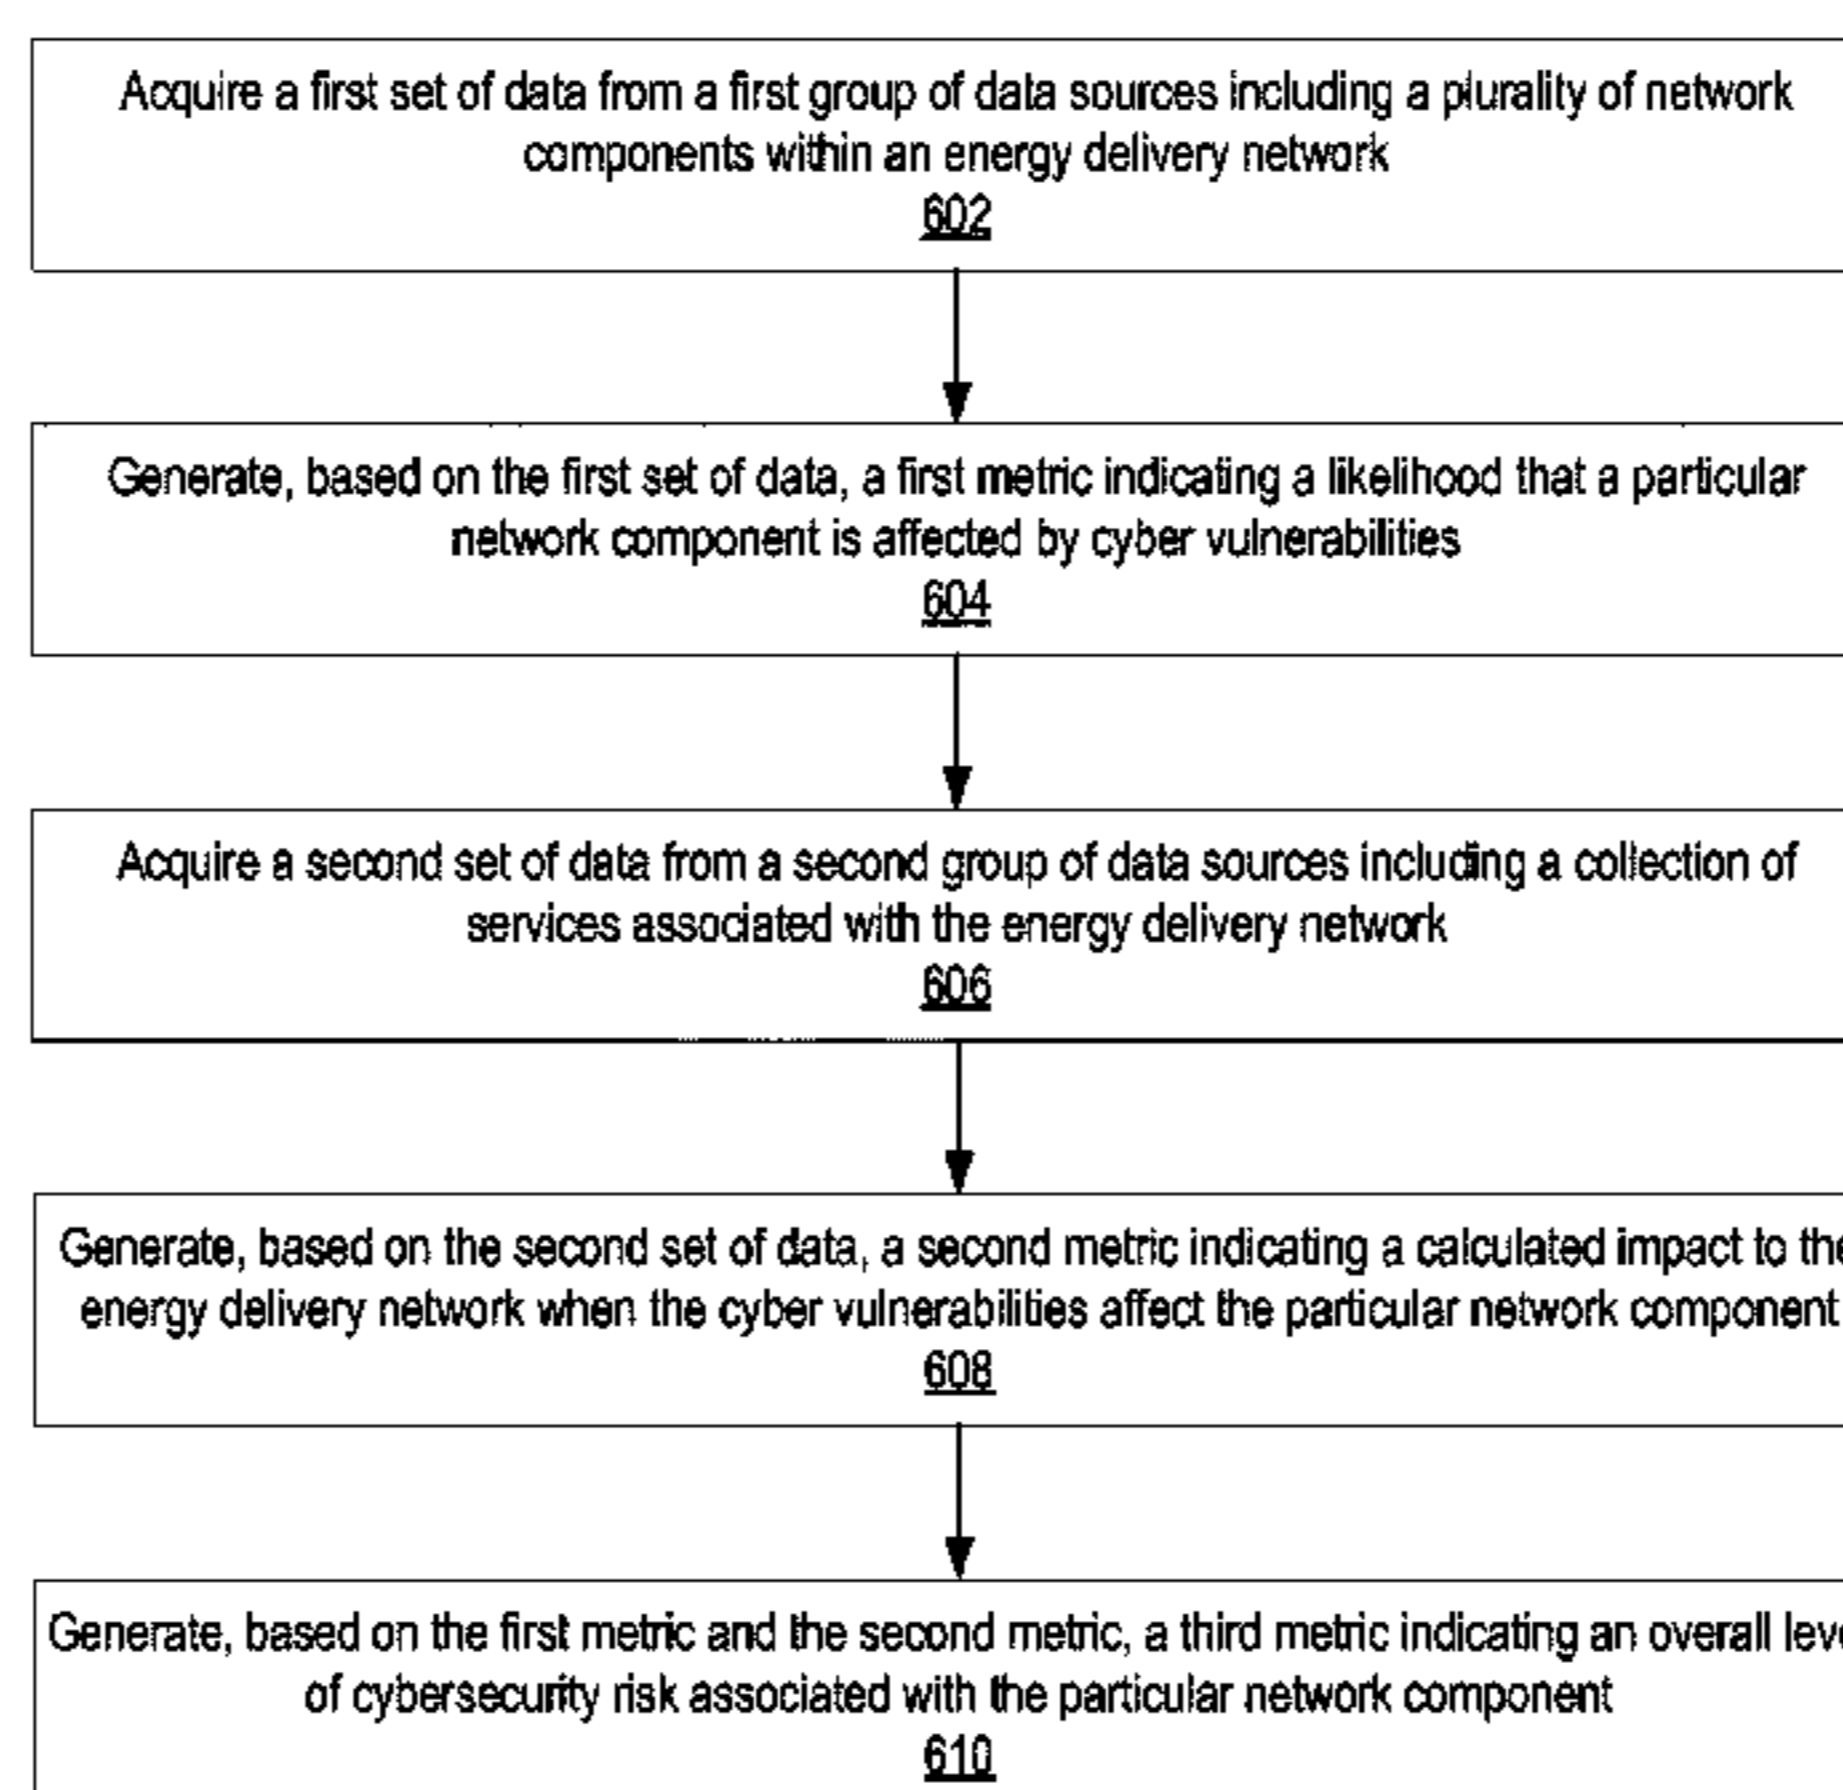 Acquire a first set of data from a first group of data sources including a plurality of network
components within an energy delivery network
602
Generate, based on the first set of data, a first metric indicating a likelihood that a particular
network component is affected by cyber vulnerabilities
604
Acquire a second set of data from a second group of data sources including a collection of
services associated with the energy delivery network
606
Generate, based on the second set of data, a second metric indicating a calculated impact to the
energy delivery network when the cyber vulnerabilities affect the particular network component
608
Generate, based on the first metric and the second metric, a third metric indicating an overall leve
of cybersecurity risk associated with the particular network component
610